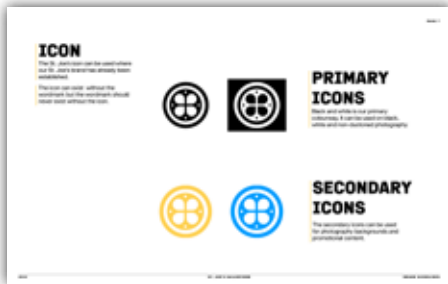 ICON
The St. Joe's icon can be used where
our St. Joe's brand has already been
established.
The icon can exist without the
wordmark but the wordmark should
never exist without the icon.
PRIMARY
ICONS
Black and white is our primary
colourway. It can be used on black,
white and non-duotoned photography.
SECONDARY
ICONS
The secondary icons can be used
for photography backgrounds and
promotional content.